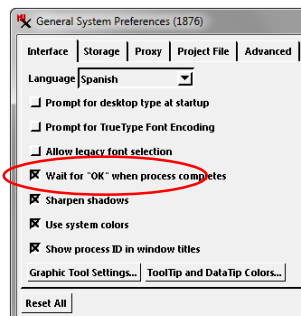 General System Preferences (1876)
Interface Storage Proxy Project File Advanced
Language Spanish
Prompt for desktop type at startup
Prompt for TrueType Font Encoding
Allow legacy font selection
Wait for "OK" when process completes
Sharpen shadows
Use system colors
Show process ID in window titles
Graphic Tool Settings... ToolTip and DataTip Colors...
Reset All